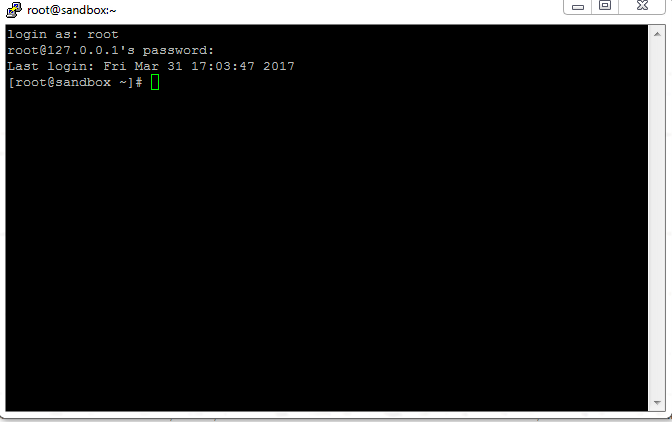 root@sandbox:~
login as: root
root@127.0.0.1's password:
Last login: Fri Mar 31 17:03:47 2017
[root@sandbox ~]#